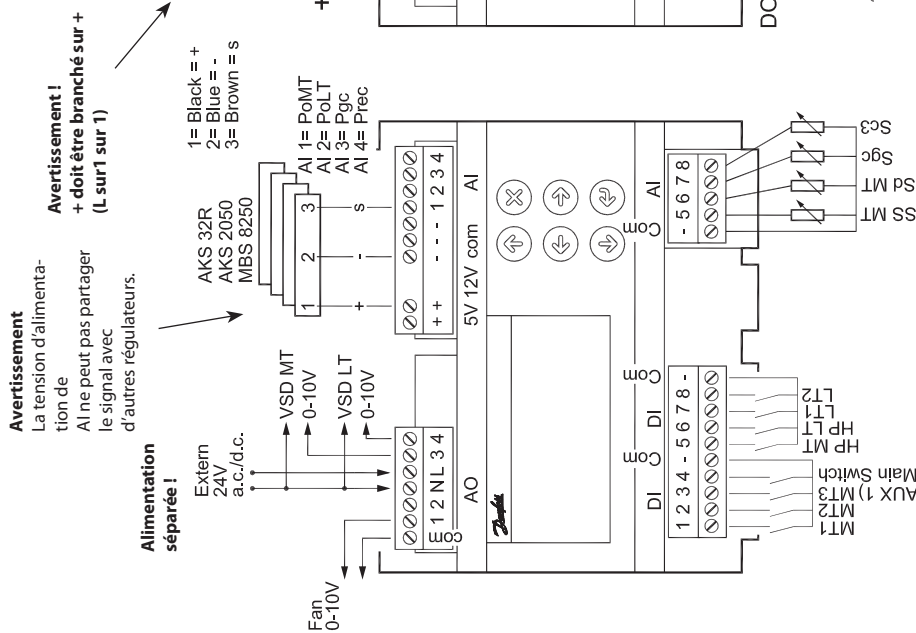 Avertissement
La tension d'alimenta-
tion de
AI ne peut pas partager
le signal avec
d'autres régulateurs.
Avertissement !
+ doit être branché sur +
(L sur1 sur 1)
+
DO
Alimentation
séparée !
Extern
24V
a.c./d.c.
VSD MT
0-10V
VSD LT
0-10V
Fan
0-10V
AKS 32R
AKS 2050
MBS 8250
1 2 3
1= Black = +
2= Blue = -
3= Brown = s
AI 1= PoMT
AI 2= PoLT
AI 3= Pgc
AI 4= Prec
+ - s
com 1 2 N L 3 4
AO
+ + - - - 1 2 3 4
5V 12V com AI
Danfoss
DI Com DI Com
1 2 3 4 - 5 6 7 8 -
Com AI
- 5 6 7 8
MT1
MT2
AUX 1) MT3
Main Switch
HP MT
HP LT
LT1
LT2
SS MT
Sd MT
Sgc
Sc3